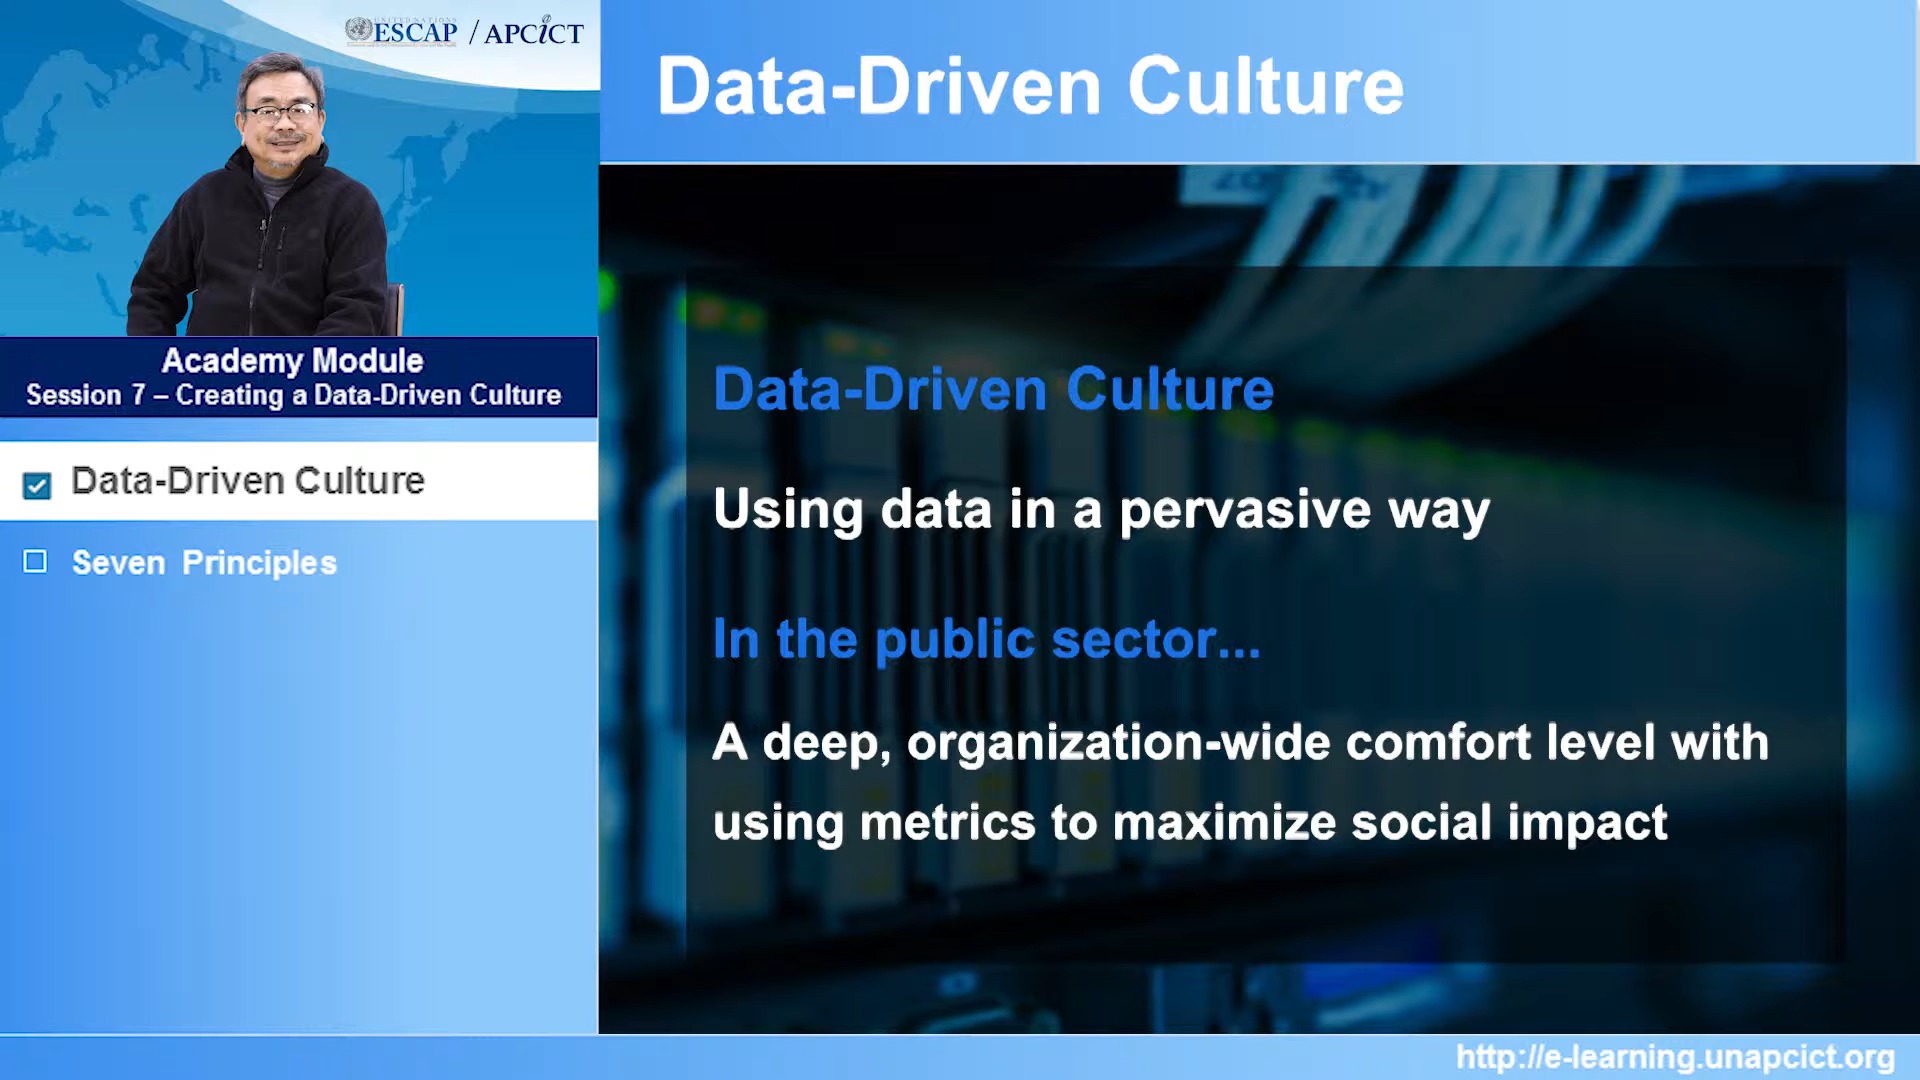 UNITED NATIONS
ESCAP / APCICT
Data-Driven Culture
Academy Module
Session 7 – Creating a Data-Driven Culture
Data-Driven Culture
Seven Principles
Data-Driven Culture
Using data in a pervasive way
In the public sector...
A deep, organization-wide comfort level with
using metrics to maximize social impact
http://e-learning.unapcict.org